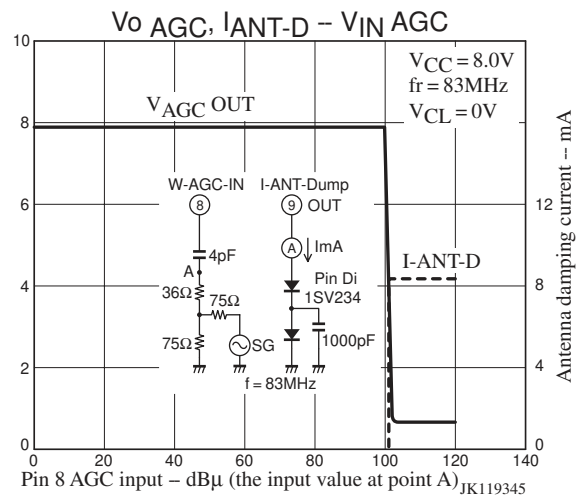 Vo AGC, IANT-D – VIN AGC
VCC = 8.0V
fr = 83MHz
VCL = 0V
VAGC OUT
10
8
6
4
2
0
W-AGC-IN
8
4pF
A
36Ω
75Ω
75Ω
SG
f = 83MHz
I-ANT-Dump
9 OUT
A ImA
Pin Di
1SV234
1000pF
I-ANT-D
12
8
4
0
Antenna damping current – mA
0 20 40 60 80 100 120 140
Pin 8 AGC input – dBµ (the input value at point A)
JK119345